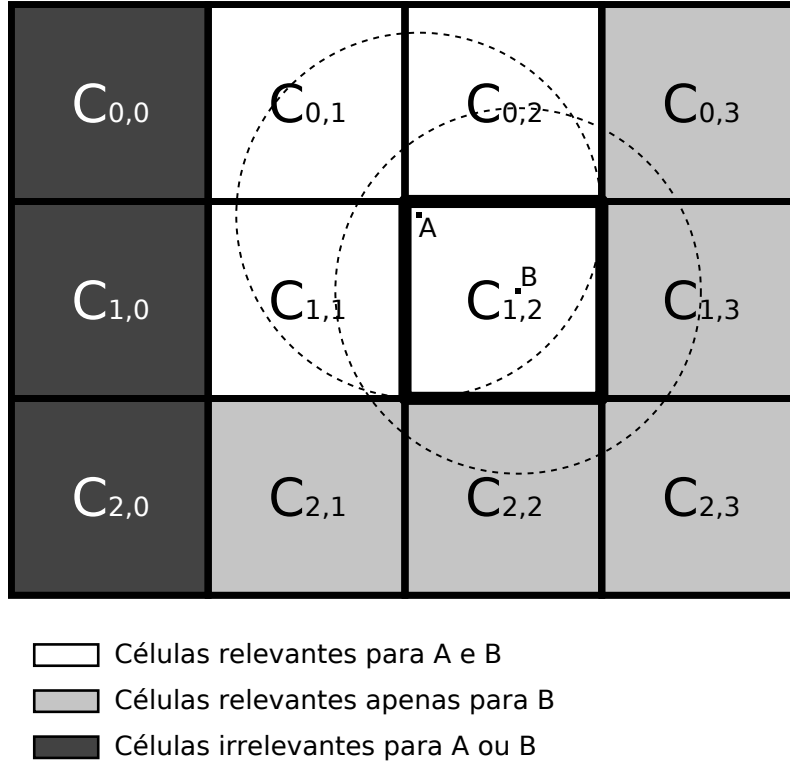 C0,0 C0,1 C0,2 C0,3
A
B
C1,0 C1,1 C1,2 C1,3
C2,0 C2,1 C2,2 C2,3
Células relevantes para A e B
Células relevantes apenas para B
Células irrelevantes para A ou B